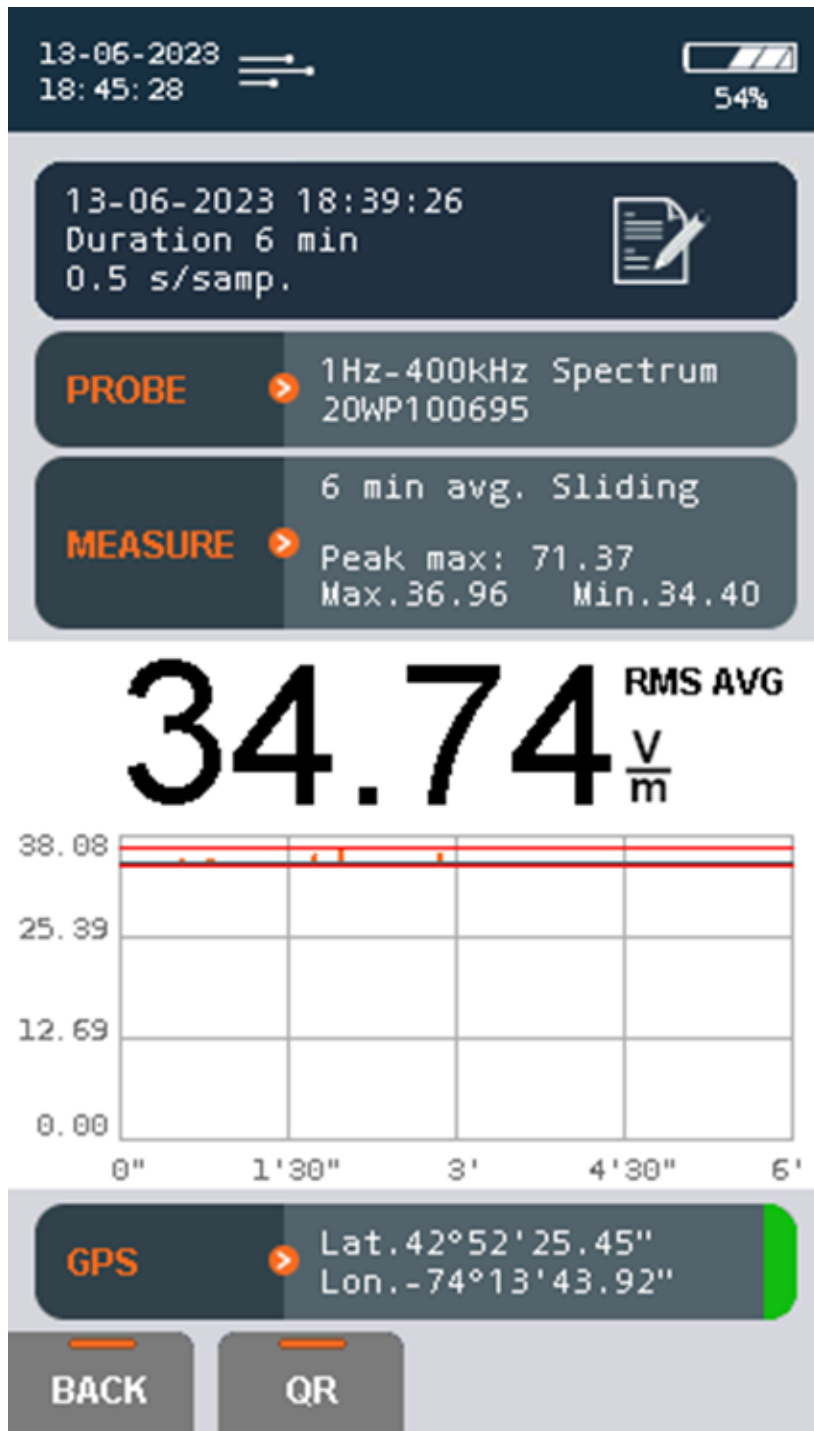 13-06-2023
18:45:28
54%
13-06-2023 18:39:26
Duration 6 min
0.5 s/samp.
PROBE
1Hz-400kHz Spectrum
20WP100695
MEASURE
6 min avg. Sliding
Peak max: 71.37
Max.36.96 Min.34.40
34.74 RMS AVG
V/m
38.08
25.39
12.69
0.00
0" 1'30" 3' 4'30" 6'
GPS
Lat.42°52'25.45"
Lon.-74°13'43.92"
BACK QR